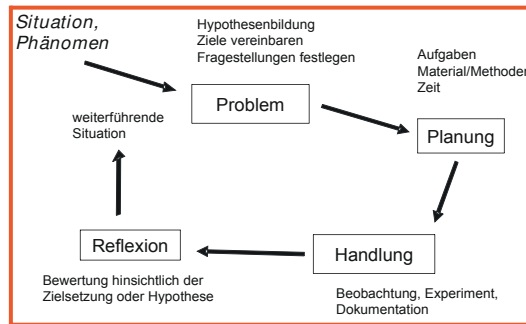 Situation,
Phänomen
Hypothesenbildung
Ziele vereinbaren
Fragestellungen festlegen
Problem
Aufgaben
Material/Methoden
Zeit
Planung
weiterführende
Situation
Reflexion
Bewertung hinsichtlich der
Zielsetzung oder Hypothese
Handlung
Beobachtung, Experiment,
Dokumentation